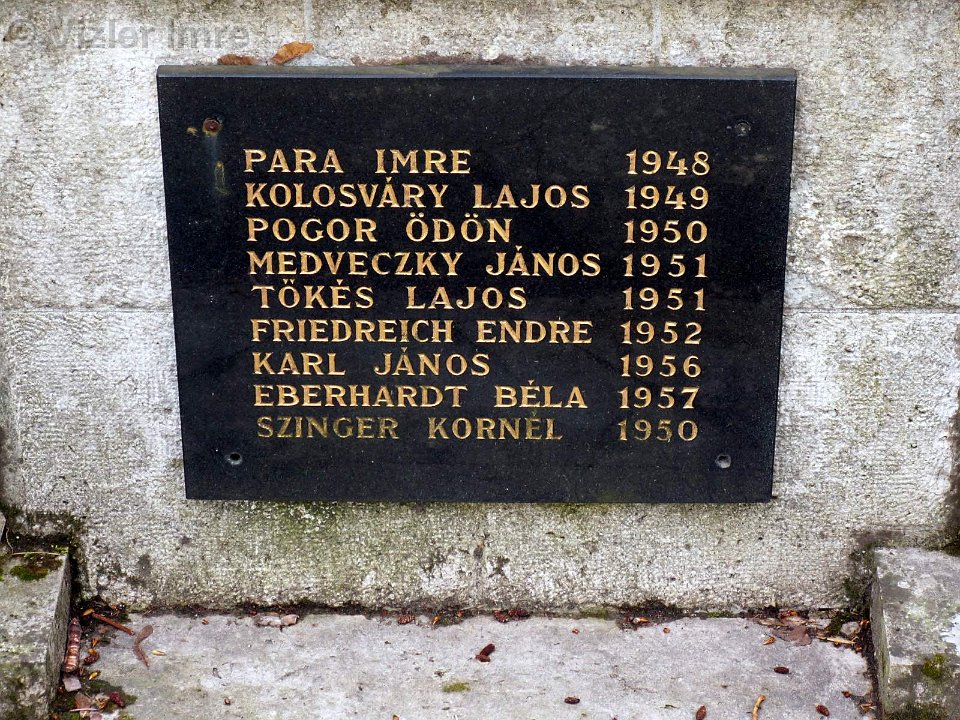 © Vizler Imre
PARA IMRE 1948
KOLOSVÁRY LAJOS 1949
POGOR ÖDÖN 1950
MEDVECZKY JÁNOS 1951
TŐKÉS LAJOS 1951
FRIEDREICH ENDRE 1952
KARL JÁNOS 1956
EBERHARDT BÉLA 1957
SZINGER KORNÉL 1950